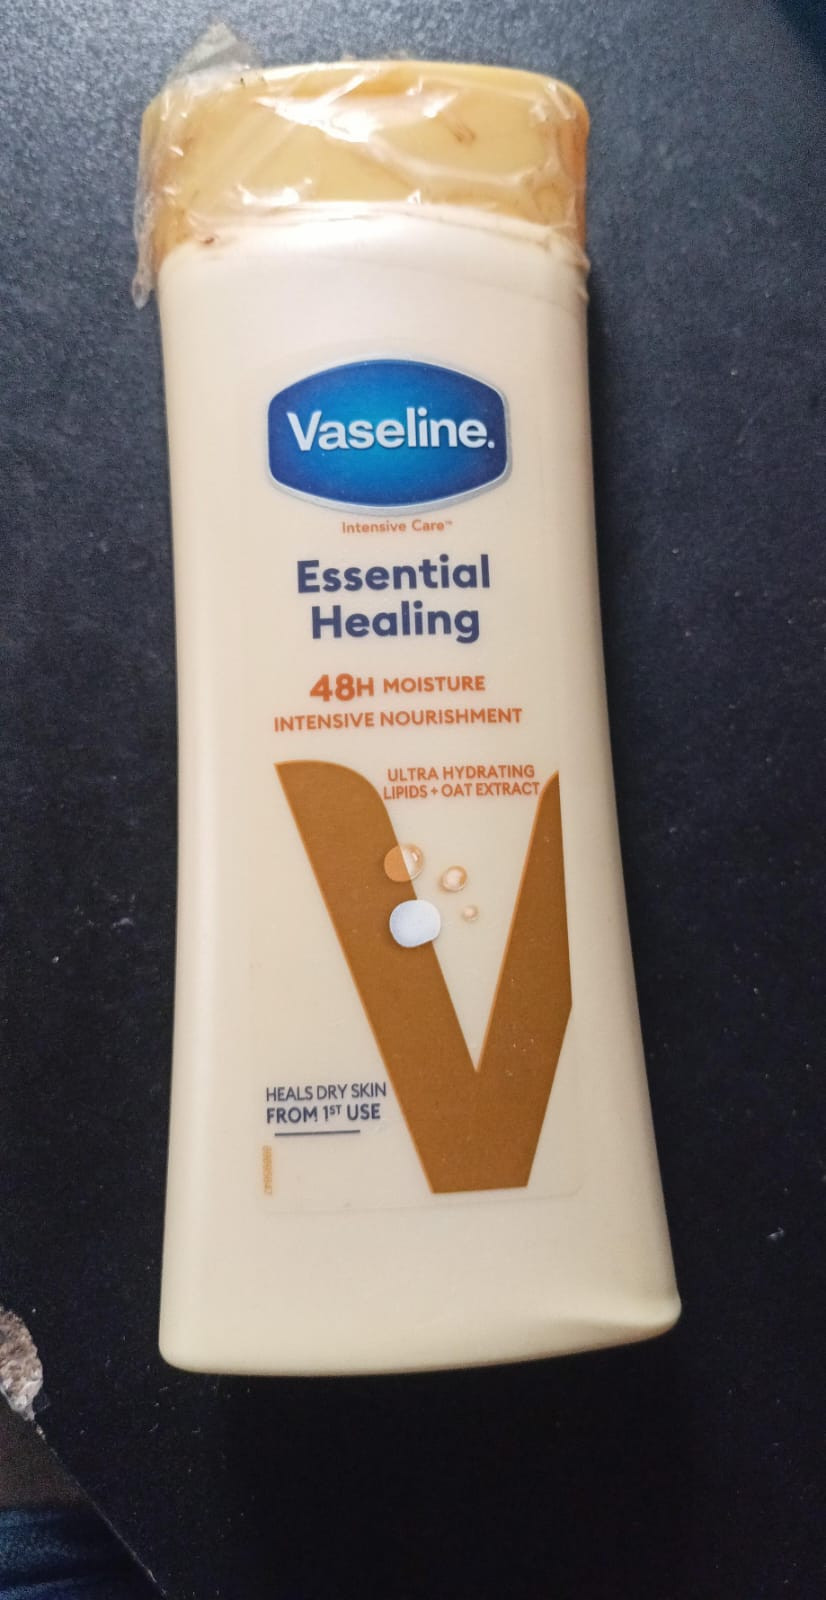 Vaseline.
Intensive Care™
Essential
Healing
48H MOISTURE
INTENSIVE NOURISHMENT
ULTRA HYDRATING
LIPIDS + OAT EXTRACT
HEALS DRY SKIN
FROM 1ST USE